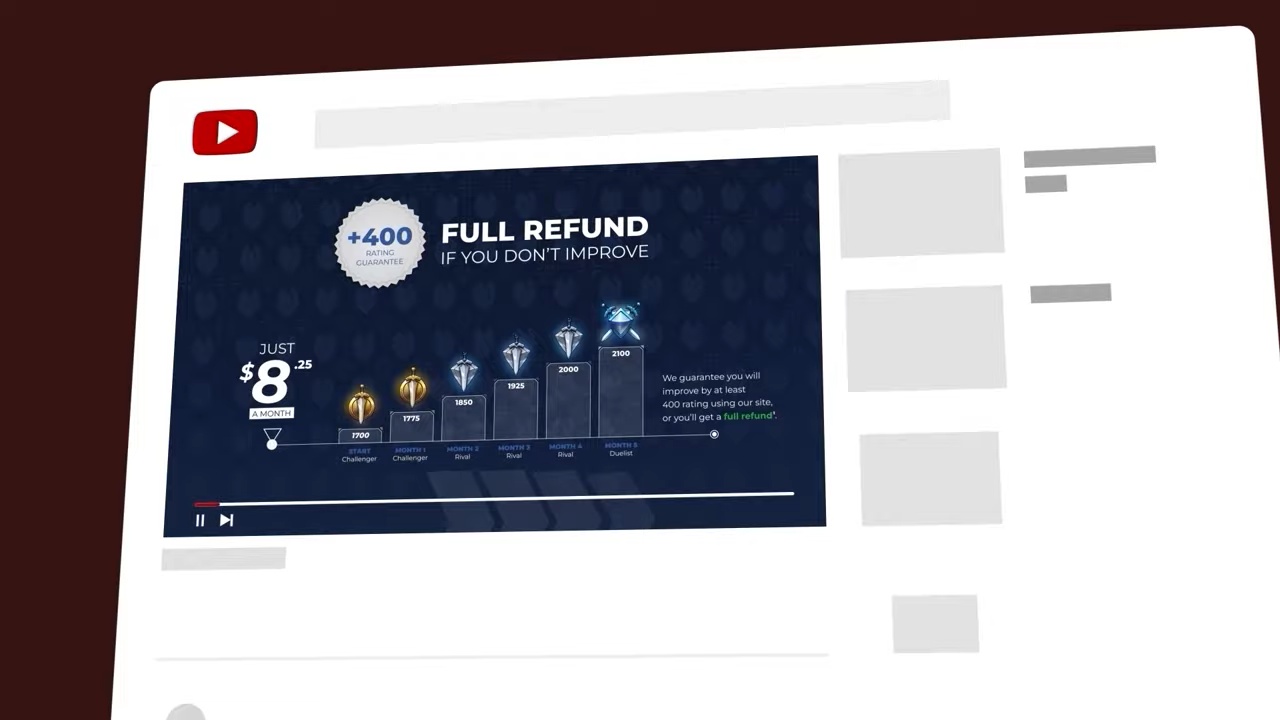 +400
RATING
GUARANTEE
FULL REFUND
IF YOU DON'T IMPROVE
JUST
$8.25
A MONTH
1700
1775
1850
1925
2000
2100
START
Challenger
MONTH 1
Challenger
MONTH 2
Rival
MONTH 3
Rival
MONTH 4
Rival
MONTH 5
Duelist
We guarantee you will
improve by at least
400 rating using our site,
or you'll get a full refund*.